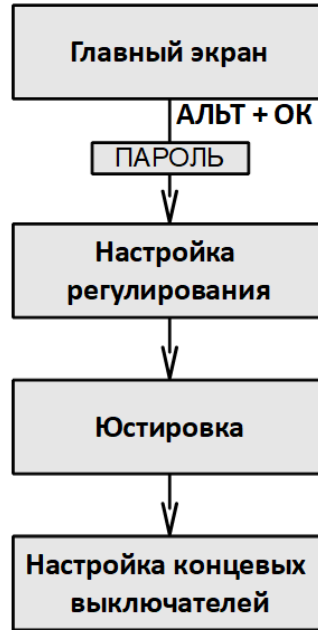 Главный экран
АЛЬТ + ОК
ПАРОЛЬ
Настройка
регулирования
Юстировка
Настройка концевых
выключателей